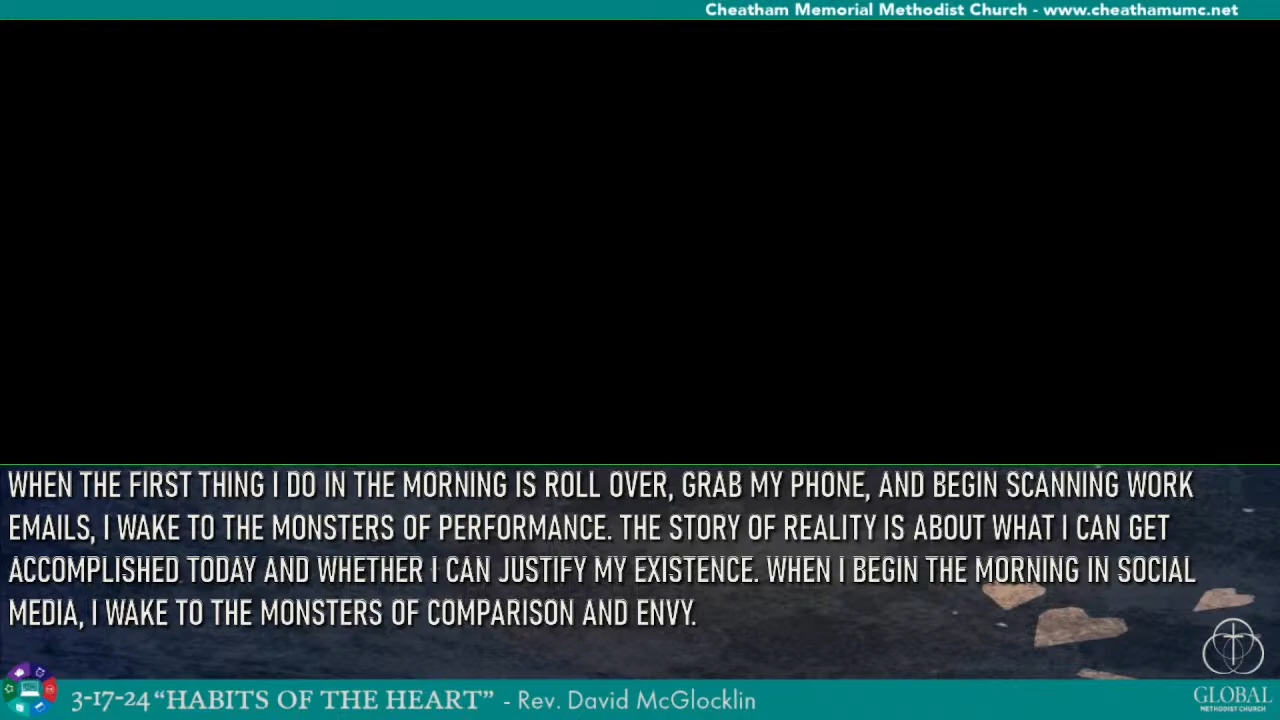 Cheatham Memorial Methodist Church - www.cheathamumc.net
WHEN THE FIRST THING I DO IN THE MORNING IS ROLL OVER, GRAB MY PHONE, AND BEGIN SCANNING WORK
EMAILS, I WAKE TO THE MONSTERS OF PERFORMANCE. THE STORY OF REALITY IS ABOUT WHAT I CAN GET
ACCOMPLISHED TODAY AND WHETHER I CAN JUSTIFY MY EXISTENCE. WHEN I BEGIN THE MORNING IN SOCIAL
MEDIA, I WAKE TO THE MONSTERS OF COMPARISON AND ENVY.
3-17-24 "HABITS OF THE HEART" - Rev. David McGlocklin
GLOBAL
METHODIST CHURCH